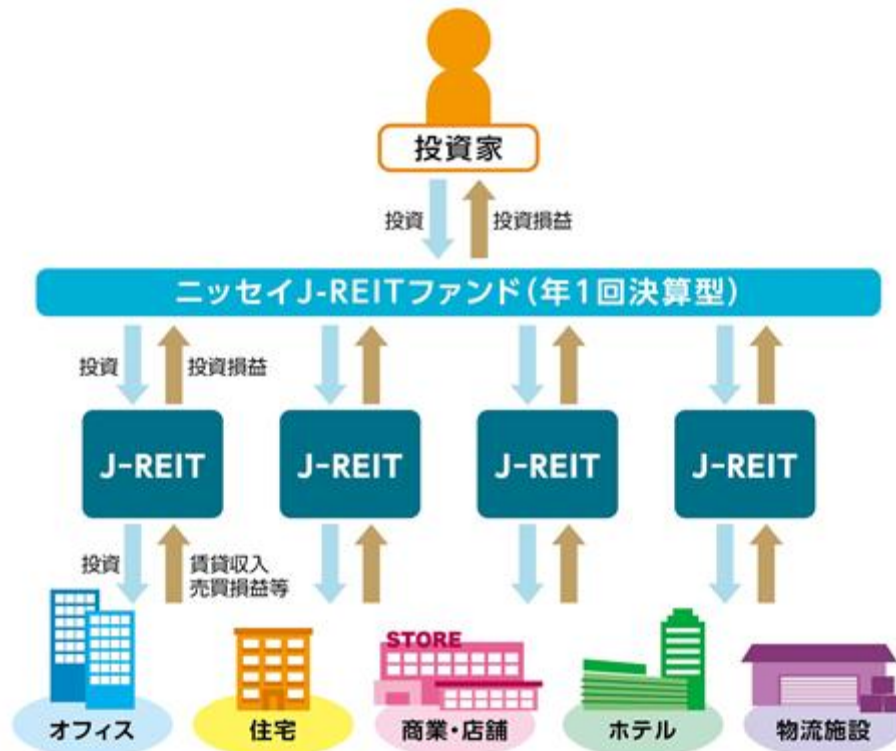 投資家
投資
投資損益
ニッセイJ-REITファンド(年1回決算型)
投資
投資損益
J-REIT
J-REIT
J-REIT
J-REIT
投資
賃貸収入
売買損益等
STORE
オフィス
住宅
商業・店舗
ホテル
物流施設